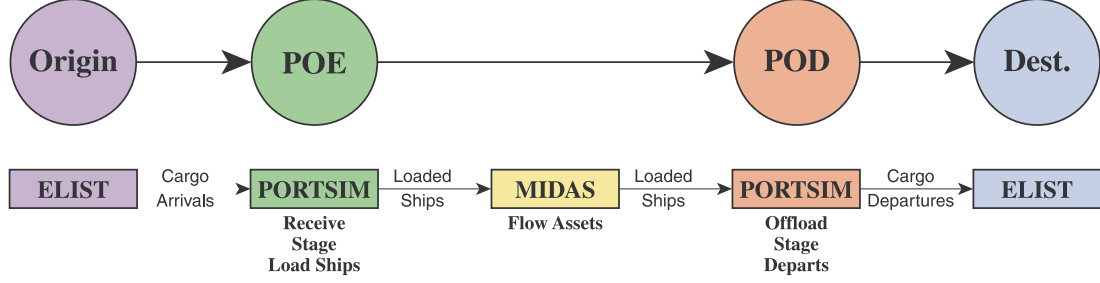 Origin
POE
POD
Dest.
ELIST
Cargo
Arrivals
PORTSIM
Loaded
Ships
MIDAS
Loaded
Ships
PORTSIM
Cargo
Departures
ELIST
Receive
Stage
Load Ships
Flow Assets
Offload
Stage
Departs